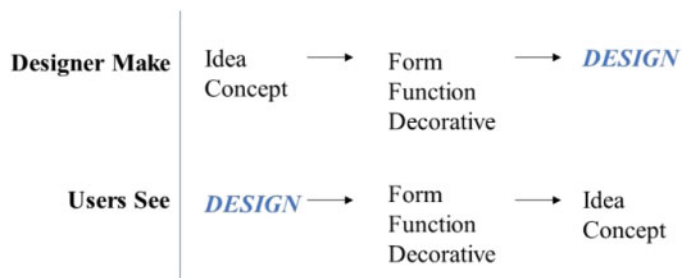 Designer Make
Idea
Concept
Form
Function
Decorative
DESIGN
Users See
DESIGN
Form
Function
Decorative
Idea
Concept